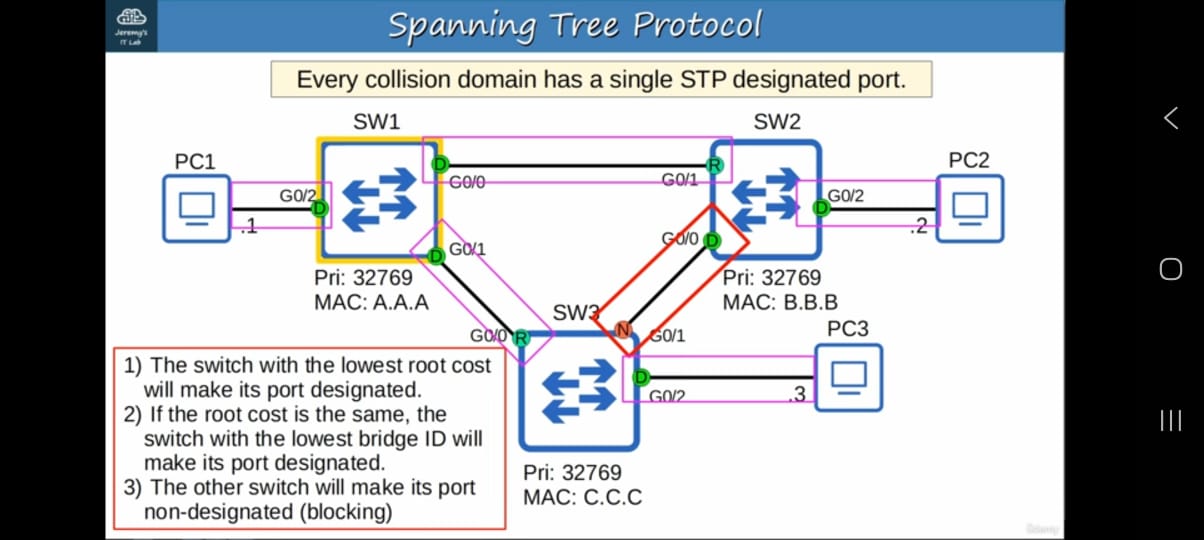 Jeremy's
IT Lab
Spanning Tree Protocol
Every collision domain has a single STP designated port.
SW1
SW2
PC1
PC2
D
G0/0
G0/1
R
G0/2
D
.1
D
G0/2
.2
D
G0/1
G0/0
D
Pri: 32769
MAC: A.A.A
Pri: 32769
MAC: B.B.B
SW3
G0/0
R
N
G0/1
PC3
D
G0/2
.3
Pri: 32769
MAC: C.C.C
1) The switch with the lowest root cost
will make its port designated.
2) If the root cost is the same, the
switch with the lowest bridge ID will
make its port designated.
3) The other switch will make its port
non-designated (blocking)
Udemy